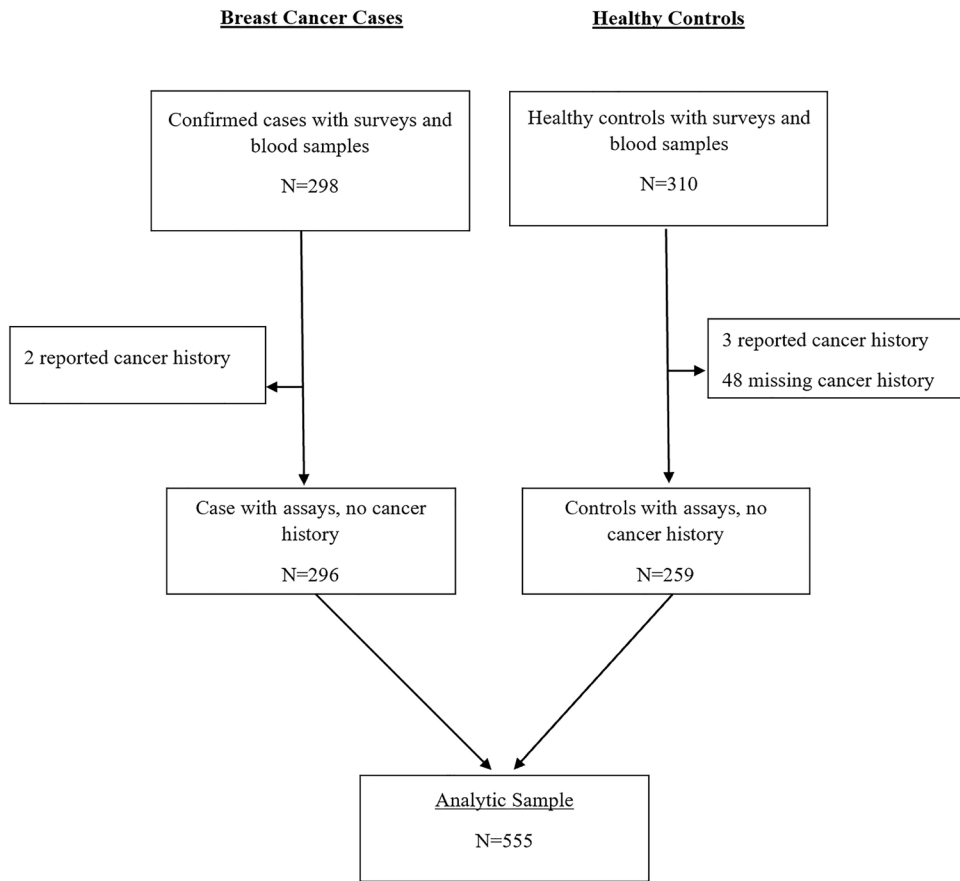 Breast Cancer Cases
Healthy Controls
Confirmed cases with surveys and
blood samples
N=298
Healthy controls with surveys and
blood samples
N=310
2 reported cancer history
3 reported cancer history
48 missing cancer history
Case with assays, no cancer
history
N=296
Controls with assays, no
cancer history
N=259
Analytic Sample
N=555